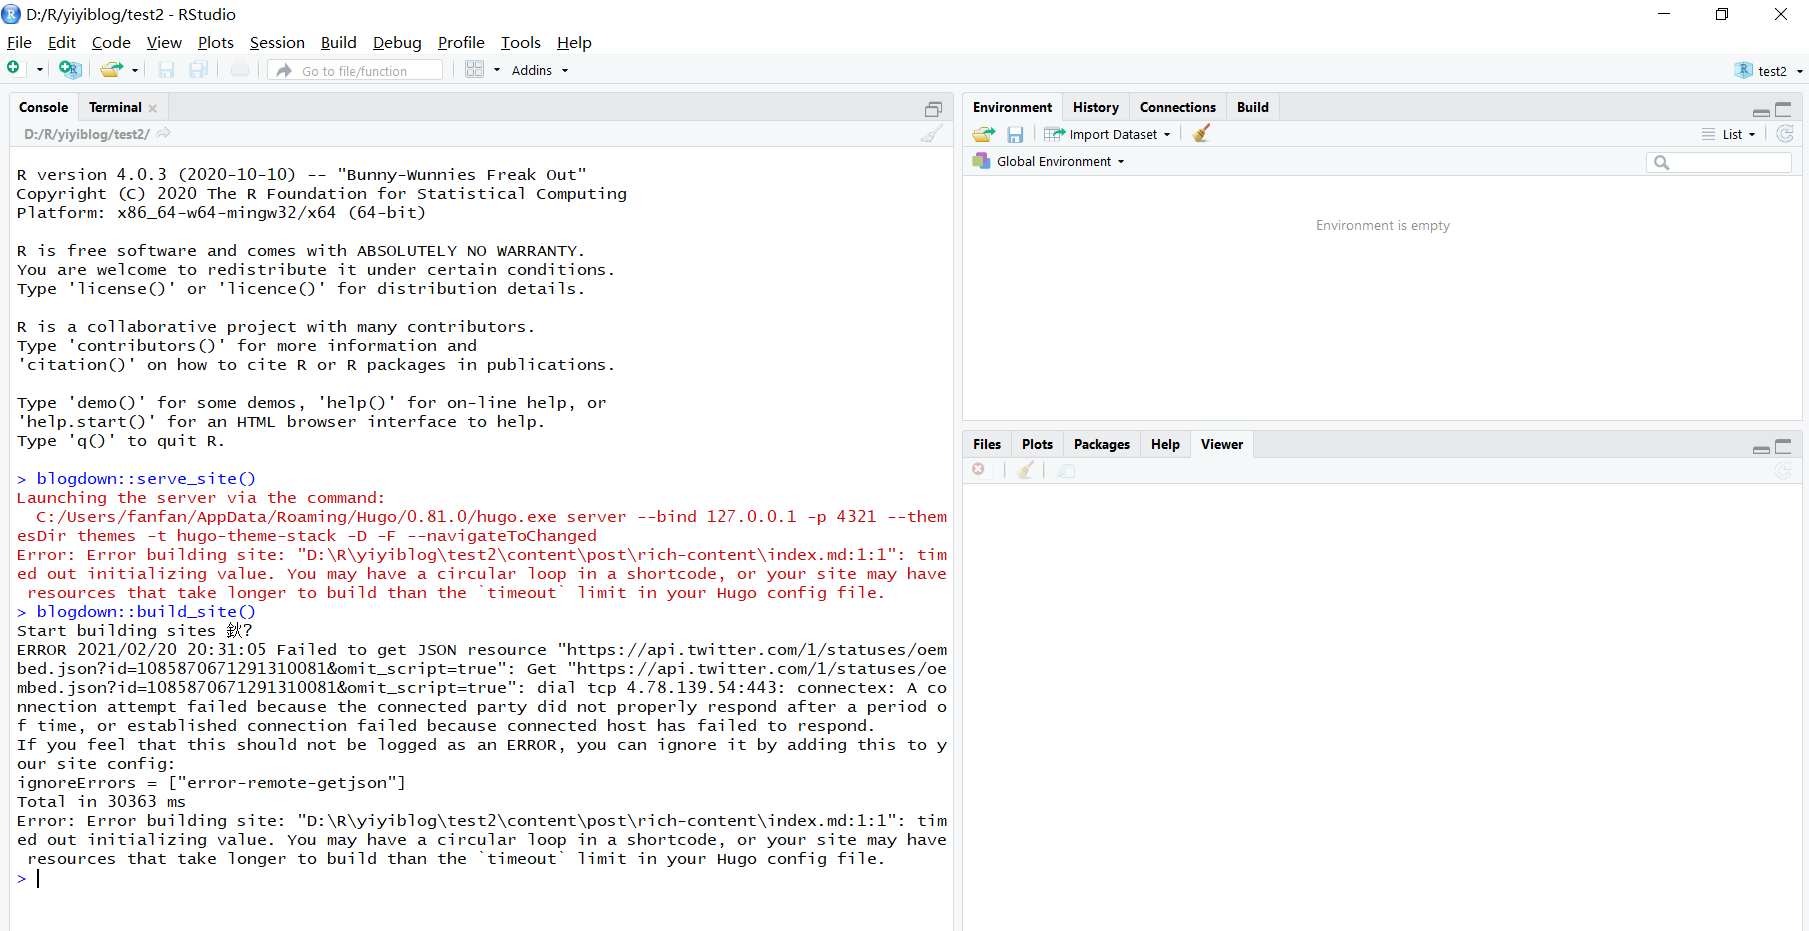 D:/R/yiyiblog/test2 - RStudio
File Edit Code View Plots Session Build Debug Profile Tools Help
Go to file/function Addins test2
Console Terminal
D:/R/yiyiblog/test2/
R version 4.0.3 (2020-10-10) -- "Bunny-Wunnies Freak Out"
Copyright (C) 2020 The R Foundation for Statistical Computing
Platform: x86_64-w64-mingw32/x64 (64-bit)
R is free software and comes with ABSOLUTELY NO WARRANTY.
You are welcome to redistribute it under certain conditions.
Type 'license()' or 'licence()' for distribution details.
R is a collaborative project with many contributors.
Type 'contributors()' for more information and
'citation()' on how to cite R or R packages in publications.
Type 'demo()' for some demos, 'help()' for on-line help, or
'help.start()' for an HTML browser interface to help.
Type 'q()' to quit R.
> blogdown::serve_site()
Launching the server via the command:
C:/Users/fanfan/AppData/Roaming/Hugo/0.81.0/hugo.exe server --bind 127.0.0.1 -p 4321 --them
esDir themes -t hugo-theme-stack -D -F --navigateToChanged
Error: Error building site: "D:\R\yiyiblog\test2\content\post\rich-content\index.md:1:1": tim
ed out initializing value. You may have a circular loop in a shortcode, or your site may have
resources that take longer to build than the `timeout` limit in your Hugo config file.
> blogdown::build_site()
Start building sites 鈥?
ERROR 2021/02/20 20:31:05 Failed to get JSON resource "https://api.twitter.com/1/statuses/oem
bed.json?id=1085870671291310081&omit_script=true": Get "https://api.twitter.com/1/statuses/oe
mbed.json?id=1085870671291310081&omit_script=true": dial tcp 4.78.139.54:443: connectex: A co
nnection attempt failed because the connected party did not properly respond after a period o
f time, or established connection failed because connected host has failed to respond.
If you feel that this should not be logged as an ERROR, you can ignore it by adding this to y
our site config:
ignoreErrors = ["error-remote-getjson"]
Total in 30363 ms
Error: Error building site: "D:\R\yiyiblog\test2\content\post\rich-content\index.md:1:1": tim
ed out initializing value. You may have a circular loop in a shortcode, or your site may have
resources that take longer to build than the `timeout` limit in your Hugo config file.
>
Environment History Connections Build
Import Dataset List
Global Environment
Environment is empty
Files Plots Packages Help Viewer